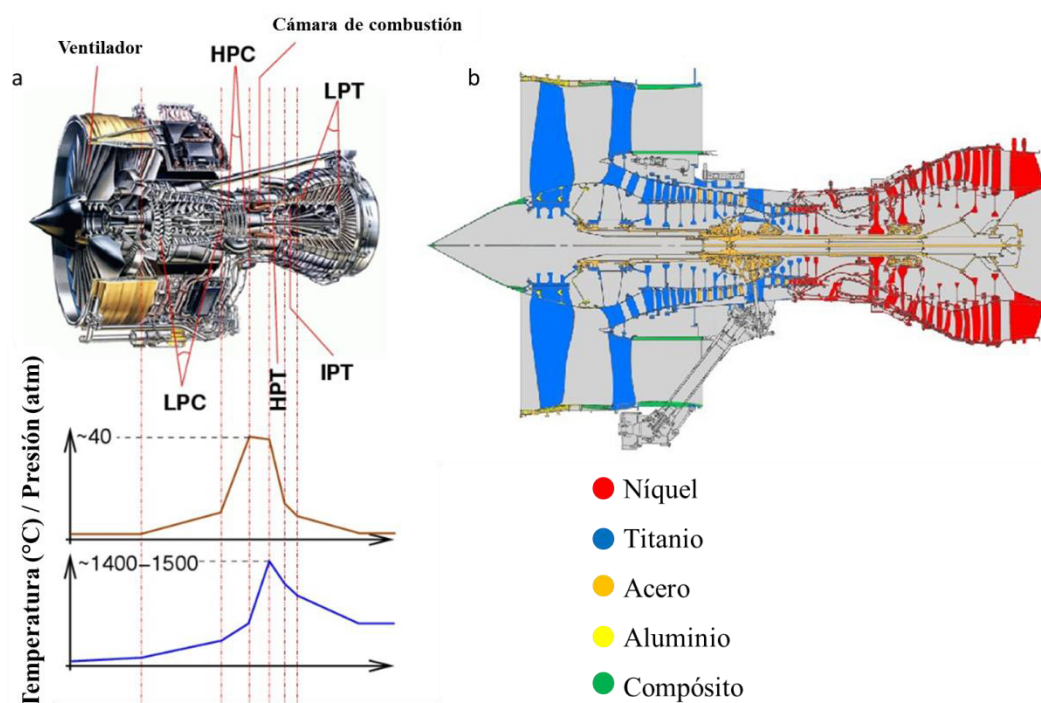 Cámara de combustión
Ventilador
HPC
a
b
LPT
LPC
HPT
IPT
Temperatura (°C) / Presión (atm)
~40
~1400–1500
Níquel
Titanio
Acero
Aluminio
Compósito